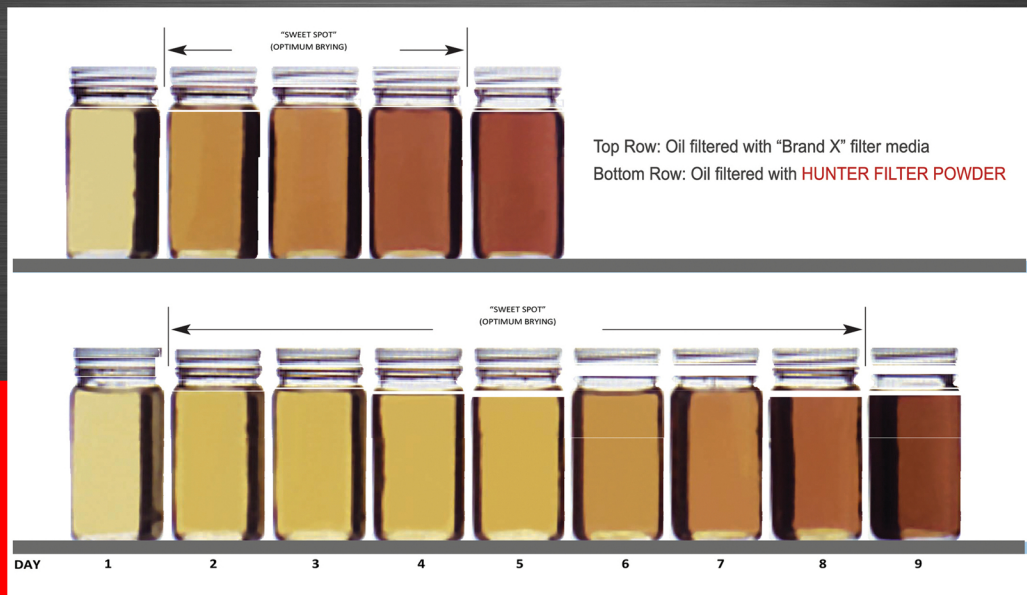 “SWEET SPOT”
(OPTIMUM BRYING)
Top Row: Oil filtered with “Brand X” filter media
Bottom Row: Oil filtered with HUNTER FILTER POWDER
“SWEET SPOT”
(OPTIMUM BRYING)
DAY 1 2 3 4 5 6 7 8 9